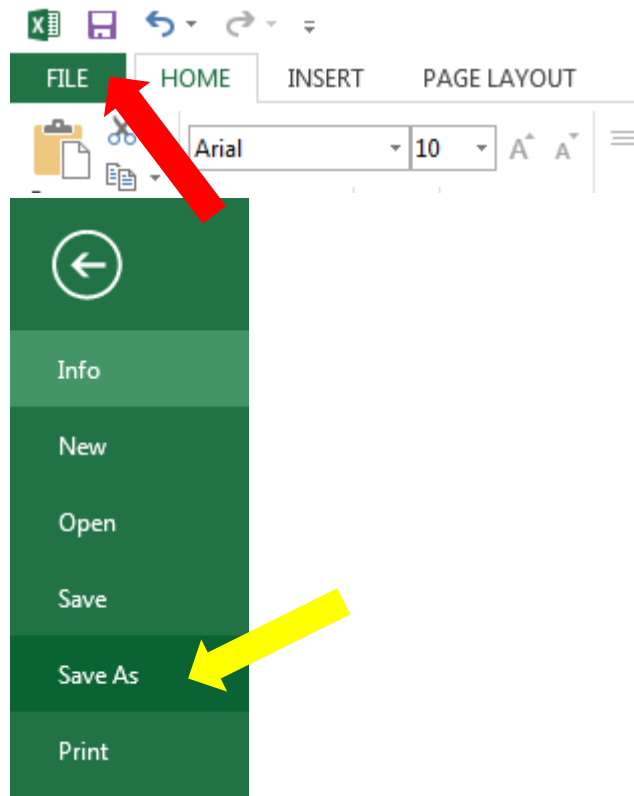 FILE HOME INSERT PAGE LAYOUT
Arial 10 A A
Info
New
Open
Save
Save As
Print